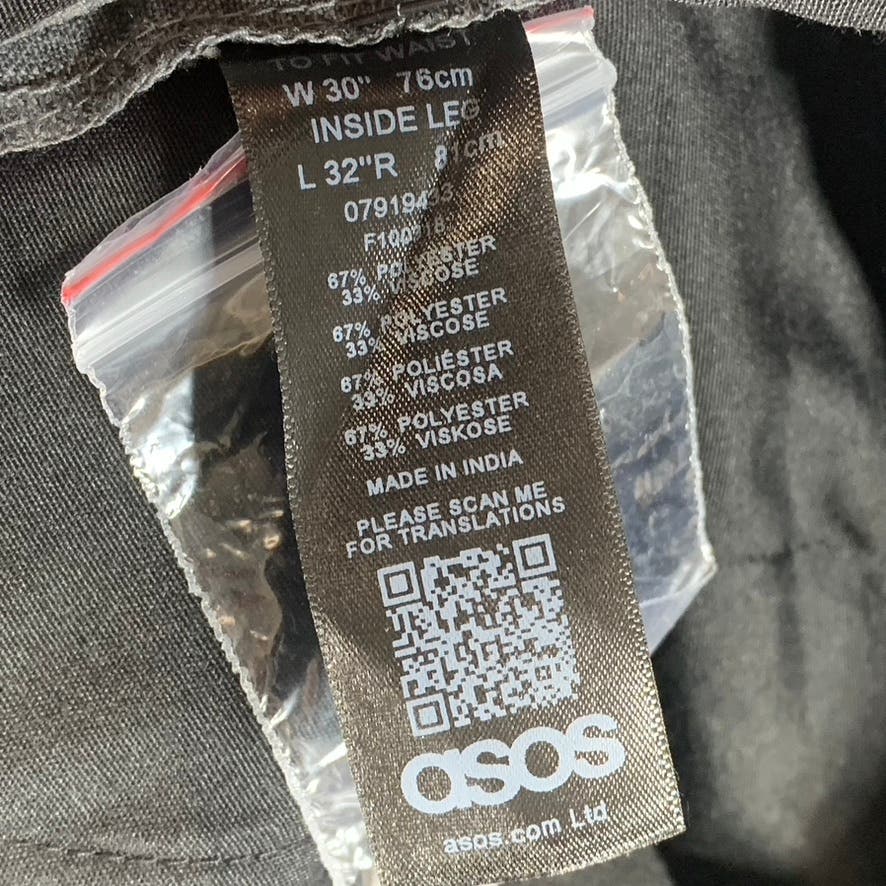 TO FIT WAIST
W 30" 76cm
INSIDE LEG
L 32"R 81cm
67% POLYESTER
33% VISCOSE
67% POLYESTER
33% VISCOSE
67% POLIÉSTER
33% VISCOSA
67% POLYESTER
33% VISKOSE
MADE IN INDIA
PLEASE SCAN ME
FOR TRANSLATIONS
asos
asos.com Ltd